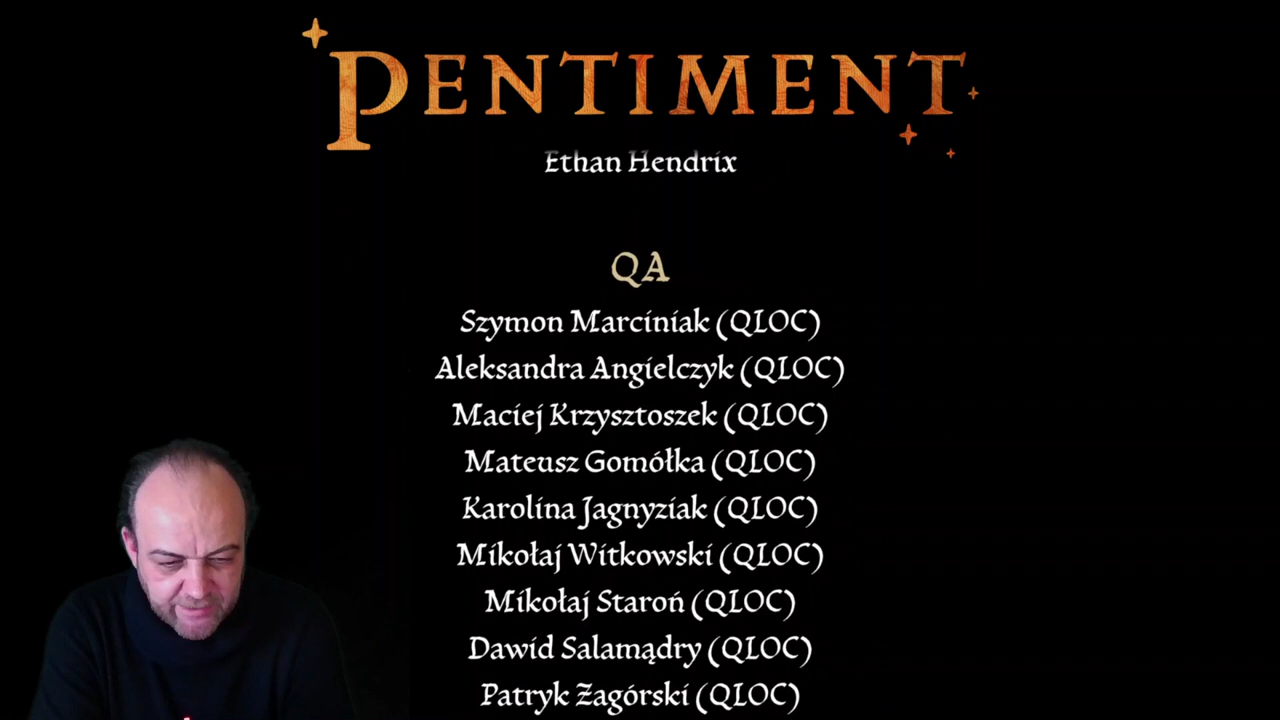 PENTIMENT
Ethan Hendrix
QA
Szymon Marciniak (QLOC)
Aleksandra Angielczyk (QLOC)
Maciej Krzysztoszek (QLOC)
Mateusz Gomółka (QLOC)
Karolina Jagnyziak (QLOC)
Mikołaj Witkowski (QLOC)
Mikołaj Staroń (QLOC)
Dawid Salamądry (QLOC)
Patryk Żagórski (QLOC)